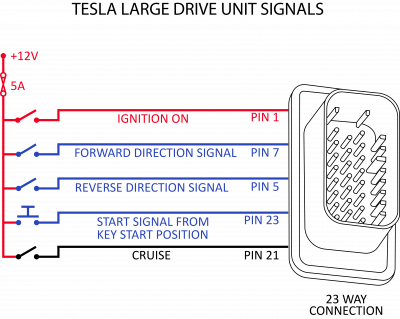 TESLA LARGE DRIVE UNIT SIGNALS
+12V
5A
IGNITION ON PIN 1
FORWARD DIRECTION SIGNAL PIN 7
REVERSE DIRECTION SIGNAL PIN 5
START SIGNAL FROM PIN 23
KEY START POSITION
CRUISE PIN 21
23 WAY
CONNECTION